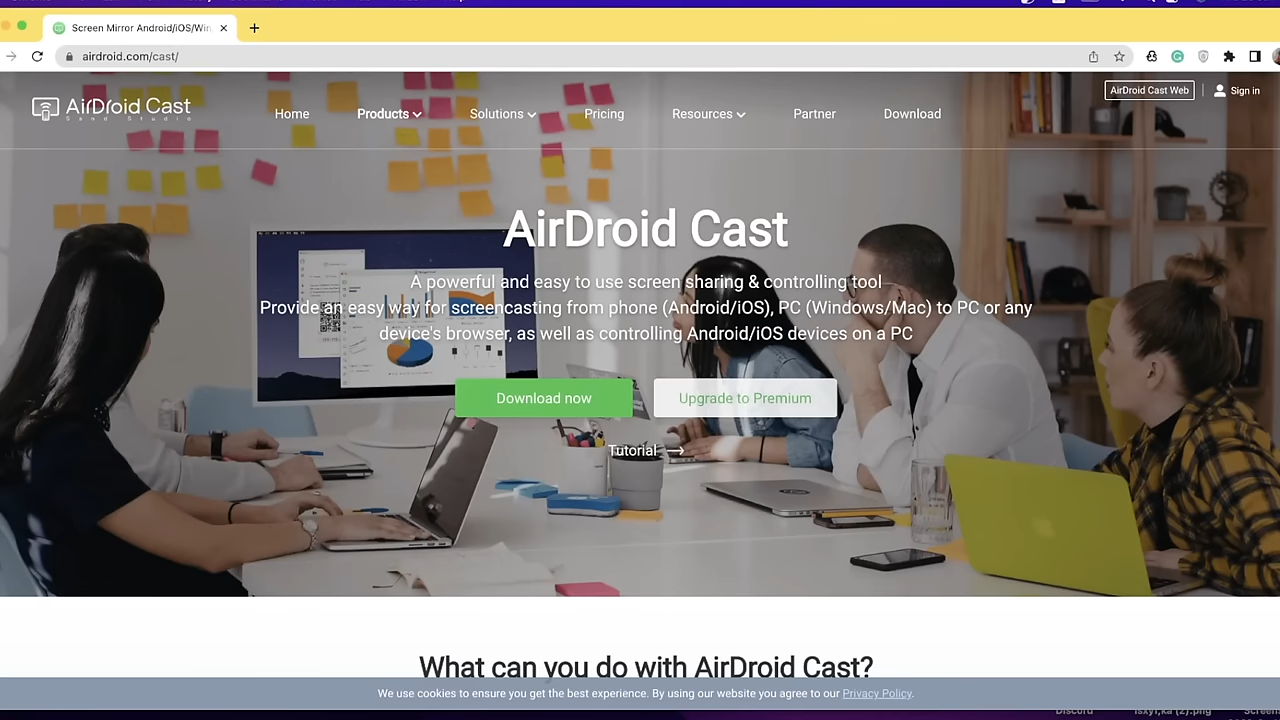 Screen Mirror Android/iOS/Win
airdroid.com/cast/
AirDroid Cast Web
Sign in
AirDroid Cast
Sand Studio
Home
Products
Solutions
Pricing
Resources
Partner
Download
AirDroid Cast
A powerful and easy to use screen sharing & controlling tool
Provide an easy way for screencasting from phone (Android/iOS), PC (Windows/Mac) to PC or any
device's browser, as well as controlling Android/iOS devices on a PC
Download now
Upgrade to Premium
Tutorial
What can you do with AirDroid Cast?
We use cookies to ensure you get the best experience. By using our website you agree to our Privacy Policy.
Discord